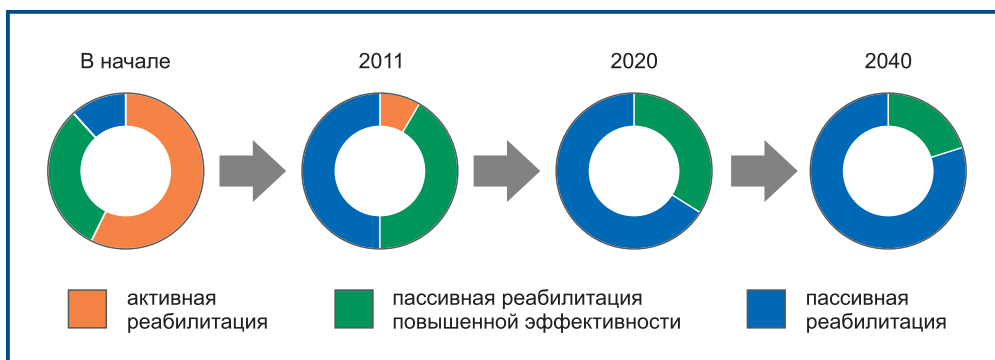 В начале
2011
2020
2040
активная
реабилитация
пассивная реабилитация
повышенной эффективности
пассивная
реабилитация